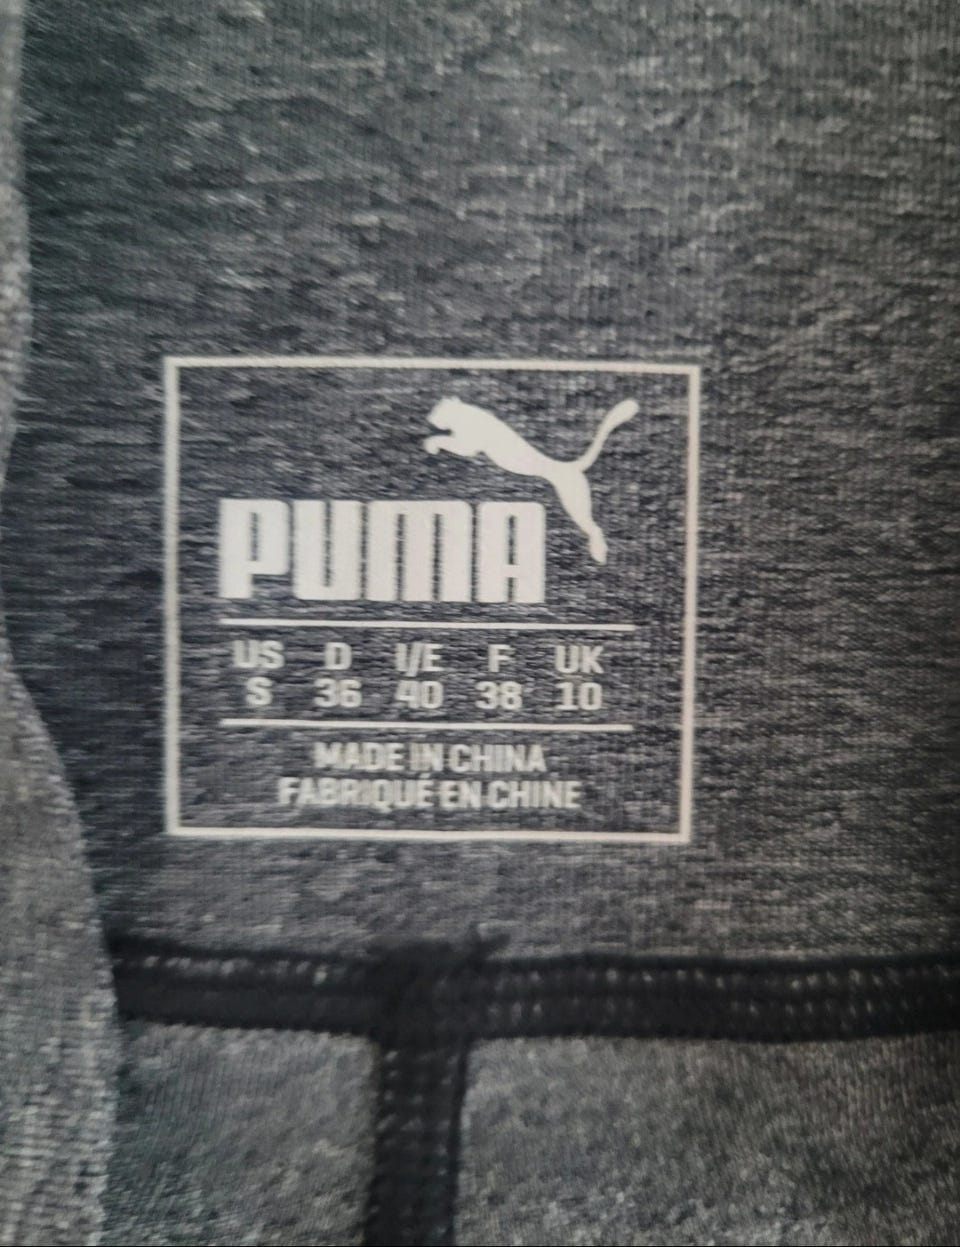 PUMA
US D I/E F UK
S 36 40 38 10
MADE IN CHINA
FABRIQUÉ EN CHINE